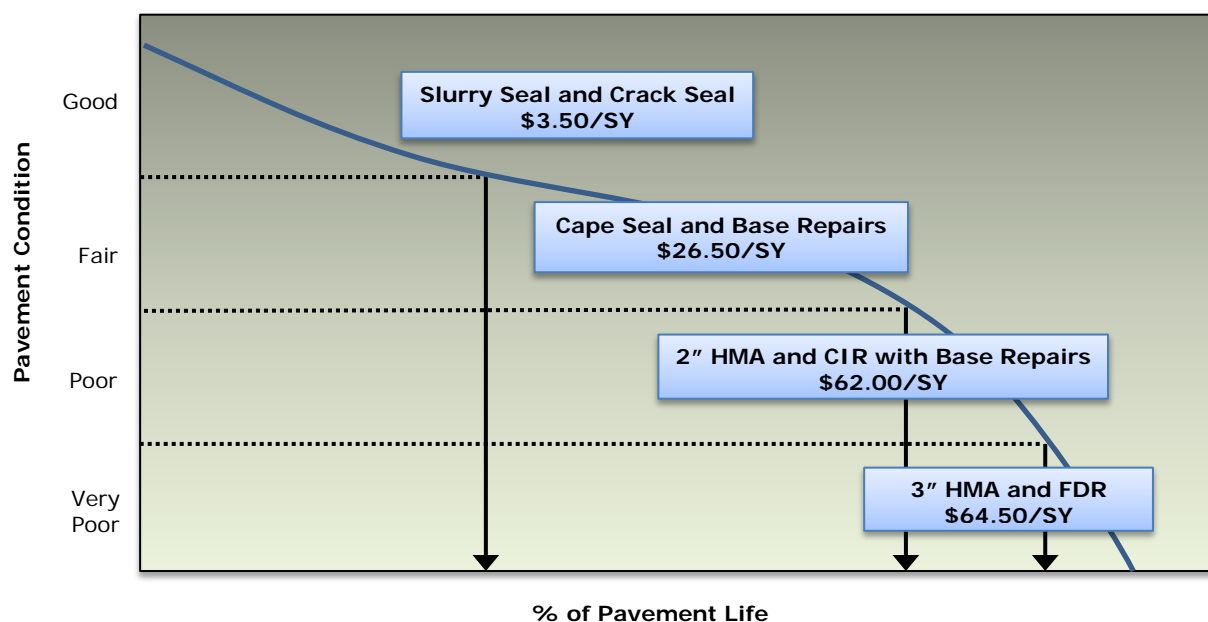 Pavement Condition
Good
Fair
Poor
Very
Poor
Slurry Seal and Crack Seal
$3.50/SY
Cape Seal and Base Repairs
$26.50/SY
2” HMA and CIR with Base Repairs
$62.00/SY
3” HMA and FDR
$64.50/SY
% of Pavement Life